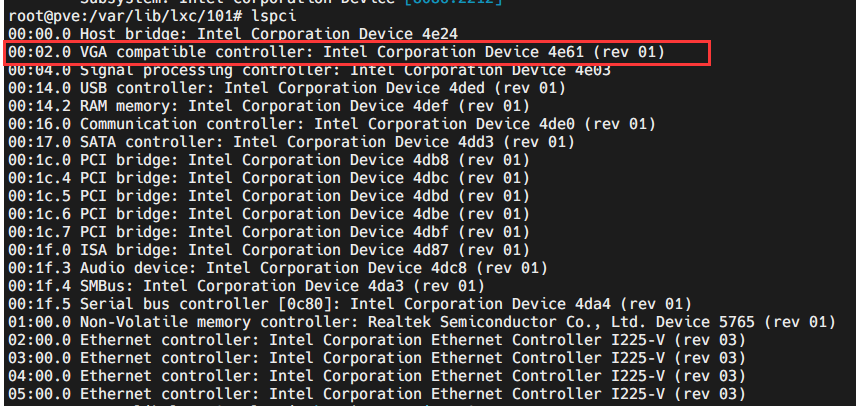 Subsystem: Intel Corporation Device [8086:2212]
root@pve:/var/lib/lxc/101# lspci
00:00.0 Host bridge: Intel Corporation Device 4e24
00:02.0 VGA compatible controller: Intel Corporation Device 4e61 (rev 01)
00:04.0 Signal processing controller: Intel Corporation Device 4e03
00:14.0 USB controller: Intel Corporation Device 4ded (rev 01)
00:14.2 RAM memory: Intel Corporation Device 4def (rev 01)
00:16.0 Communication controller: Intel Corporation Device 4de0 (rev 01)
00:17.0 SATA controller: Intel Corporation Device 4dd3 (rev 01)
00:1c.0 PCI bridge: Intel Corporation Device 4db8 (rev 01)
00:1c.4 PCI bridge: Intel Corporation Device 4dbc (rev 01)
00:1c.5 PCI bridge: Intel Corporation Device 4dbd (rev 01)
00:1c.6 PCI bridge: Intel Corporation Device 4dbe (rev 01)
00:1c.7 PCI bridge: Intel Corporation Device 4dbf (rev 01)
00:1f.0 ISA bridge: Intel Corporation Device 4d87 (rev 01)
00:1f.3 Audio device: Intel Corporation Device 4dc8 (rev 01)
00:1f.4 SMBus: Intel Corporation Device 4da3 (rev 01)
00:1f.5 Serial bus controller [0c80]: Intel Corporation Device 4da4 (rev 01)
01:00.0 Non-Volatile memory controller: Realtek Semiconductor Co., Ltd. Device 5765 (rev 01)
02:00.0 Ethernet controller: Intel Corporation Ethernet Controller I225-V (rev 03)
03:00.0 Ethernet controller: Intel Corporation Ethernet Controller I225-V (rev 03)
04:00.0 Ethernet controller: Intel Corporation Ethernet Controller I225-V (rev 03)
05:00.0 Ethernet controller: Intel Corporation Ethernet Controller I225-V (rev 03)